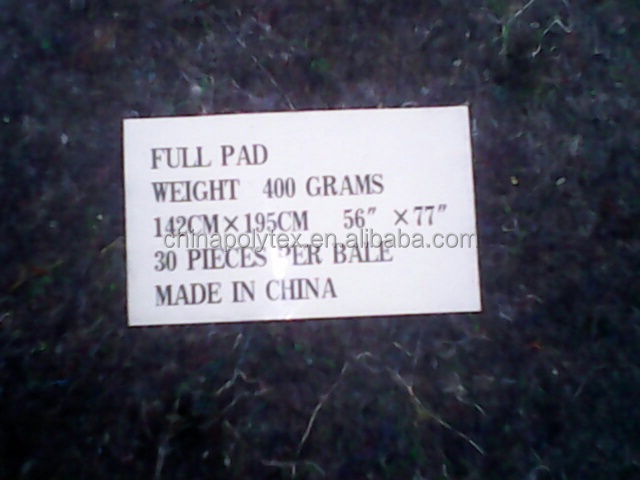 FULL PAD
WEIGHT 400 GRAMS
142CM×195CM 56″ ×77″
chinapolytex.en.alibaba.com
30 PIECES PER BALE
MADE IN CHINA